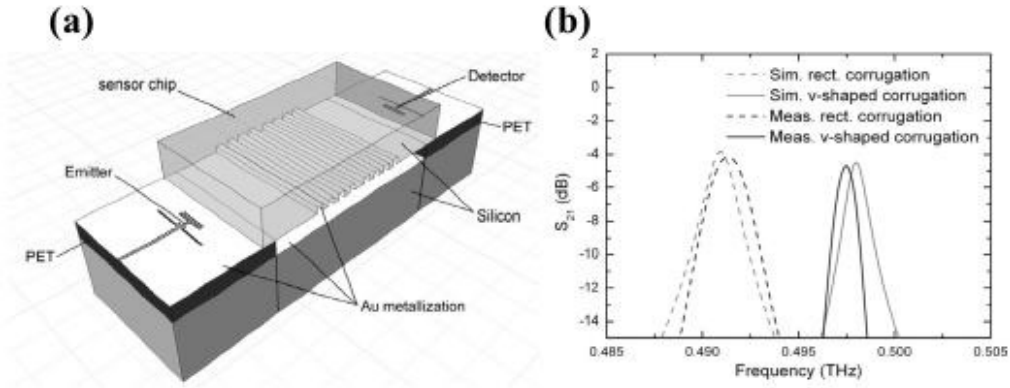 (a)
sensor chip
Detector
PET
Emitter
Silicon
PET
Au metallization
(b)
2
0
-2
-4
-6
-8
-10
-12
-14
S21 (dB)
Sim. rect. corrugation
Sim. v-shaped corrugation
Meas. rect. corrugation
Meas. v-shaped corrugation
0.485 0.490 0.495 0.500 0.505
Frequency (THz)